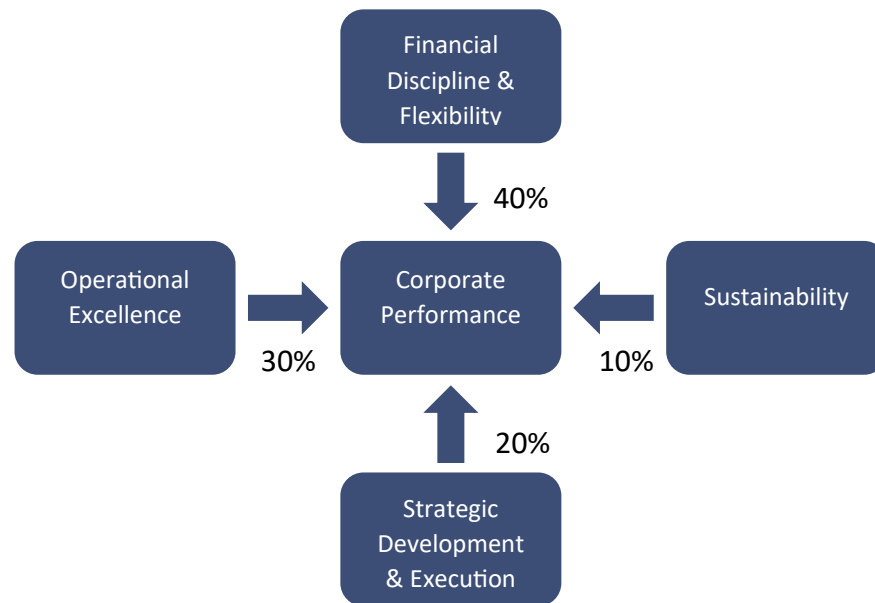 Financial
Discipline &
Flexibility
40%
Operational
Excellence
30%
Corporate
Performance
10%
Sustainability
20%
Strategic
Development
& Execution